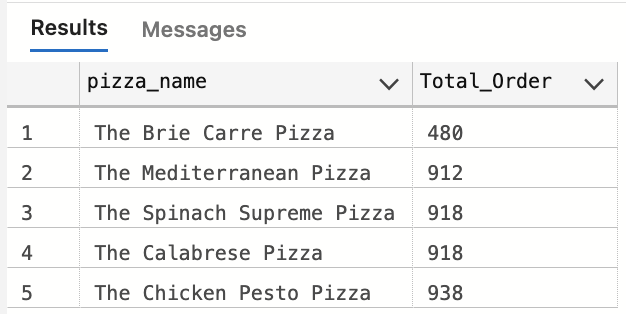 Results Messages
pizza_name Total_Order
1 The Brie Carre Pizza 480
2 The Mediterranean Pizza 912
3 The Spinach Supreme Pizza 918
4 The Calabrese Pizza 918
5 The Chicken Pesto Pizza 938